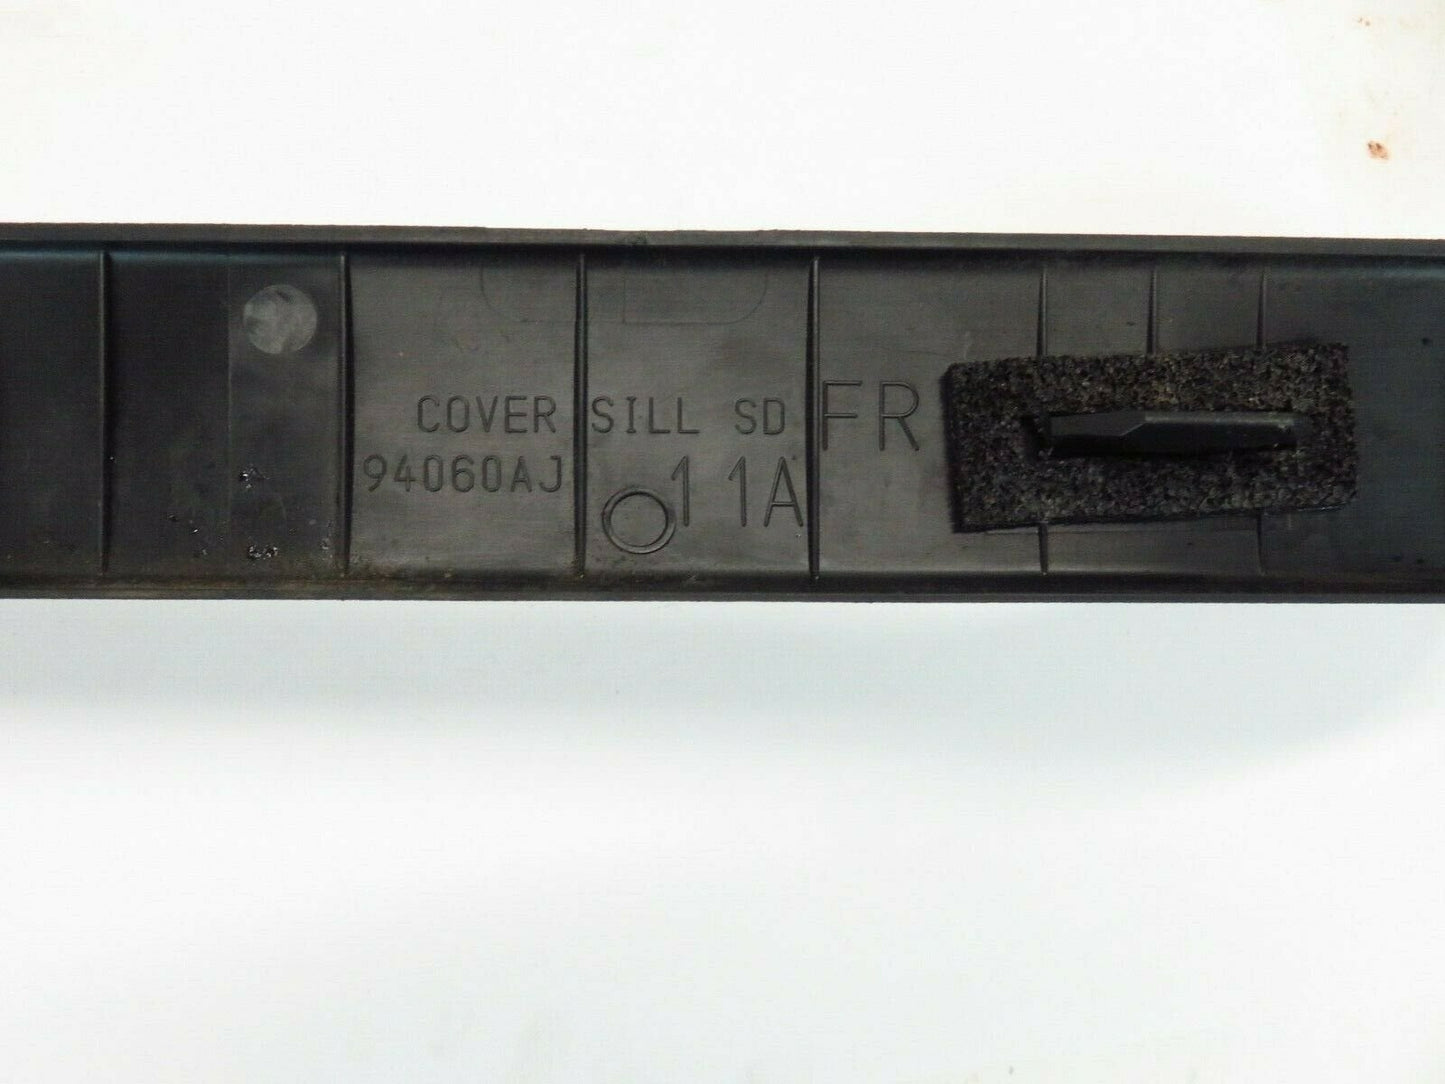 COVER SILL SD FR
94060AJ 11A